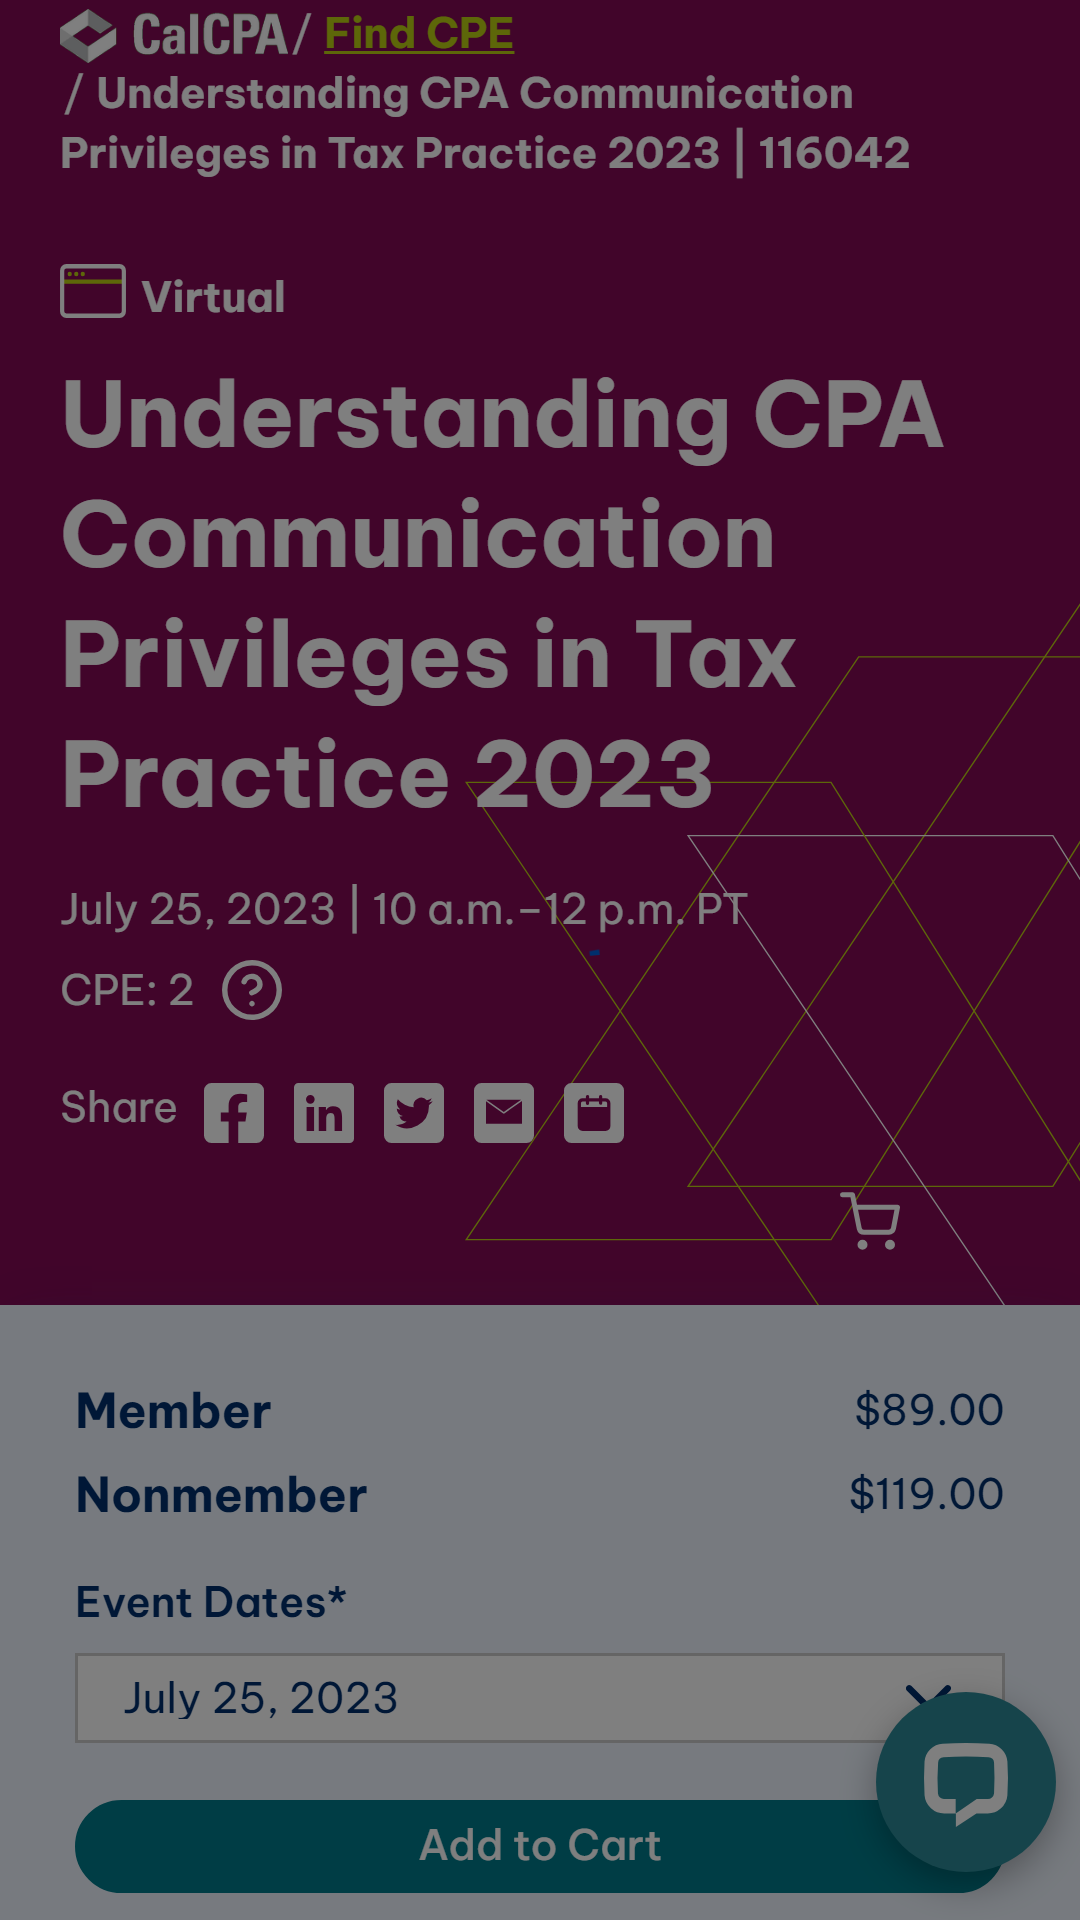 CalCPA / Find CPE
/ Understanding CPA Communication
Privileges in Tax Practice 2023 | 116042
Virtual
Understanding CPA
Communication
Privileges in Tax
Practice 2023
July 25, 2023 | 10 a.m.–12 p.m. PT
CPE: 2 ?
Share
Member $89.00
Nonmember $119.00
Event Dates*
July 25, 2023
Add to Cart